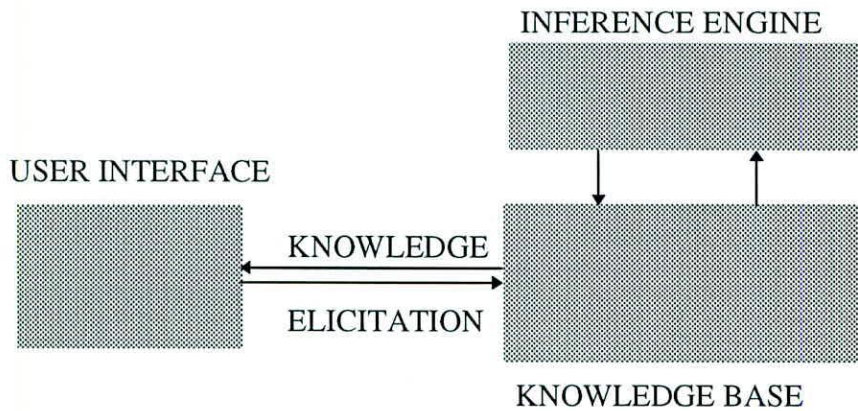 INFERENCE ENGINE
USER INTERFACE
KNOWLEDGE
ELICITATION
KNOWLEDGE BASE